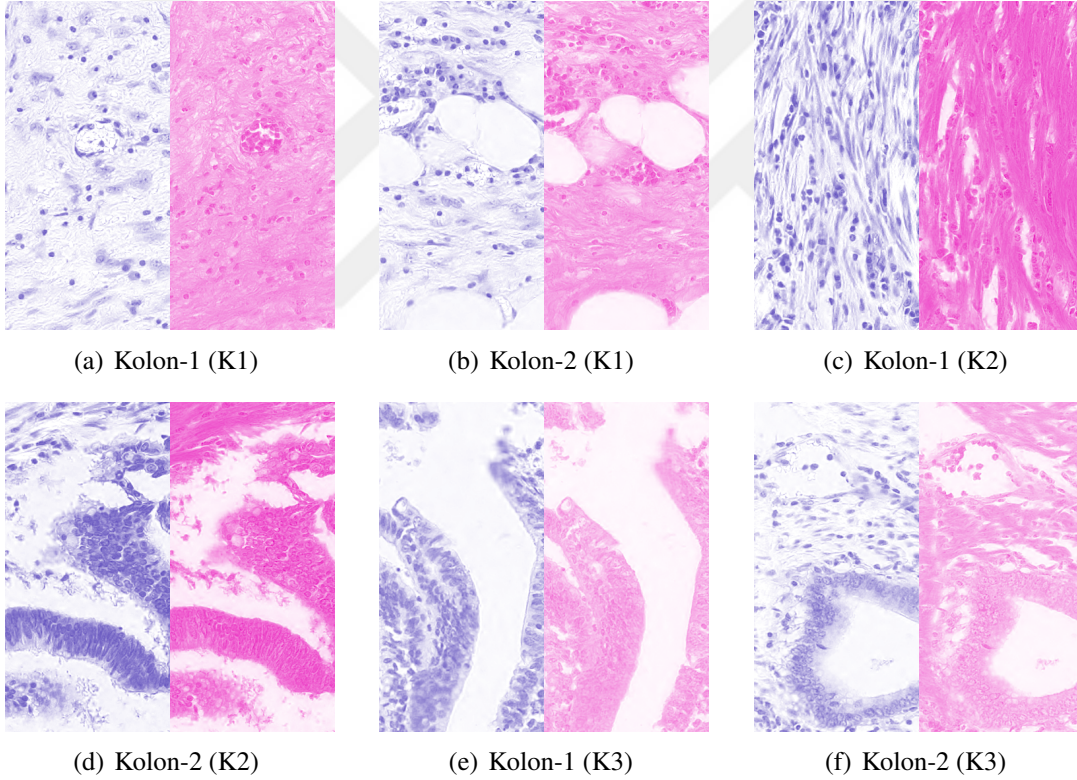 (a) Kolon-1 (K1)
(b) Kolon-2 (K1)
(c) Kolon-1 (K2)
(d) Kolon-2 (K2)
(e) Kolon-1 (K3)
(f) Kolon-2 (K3)